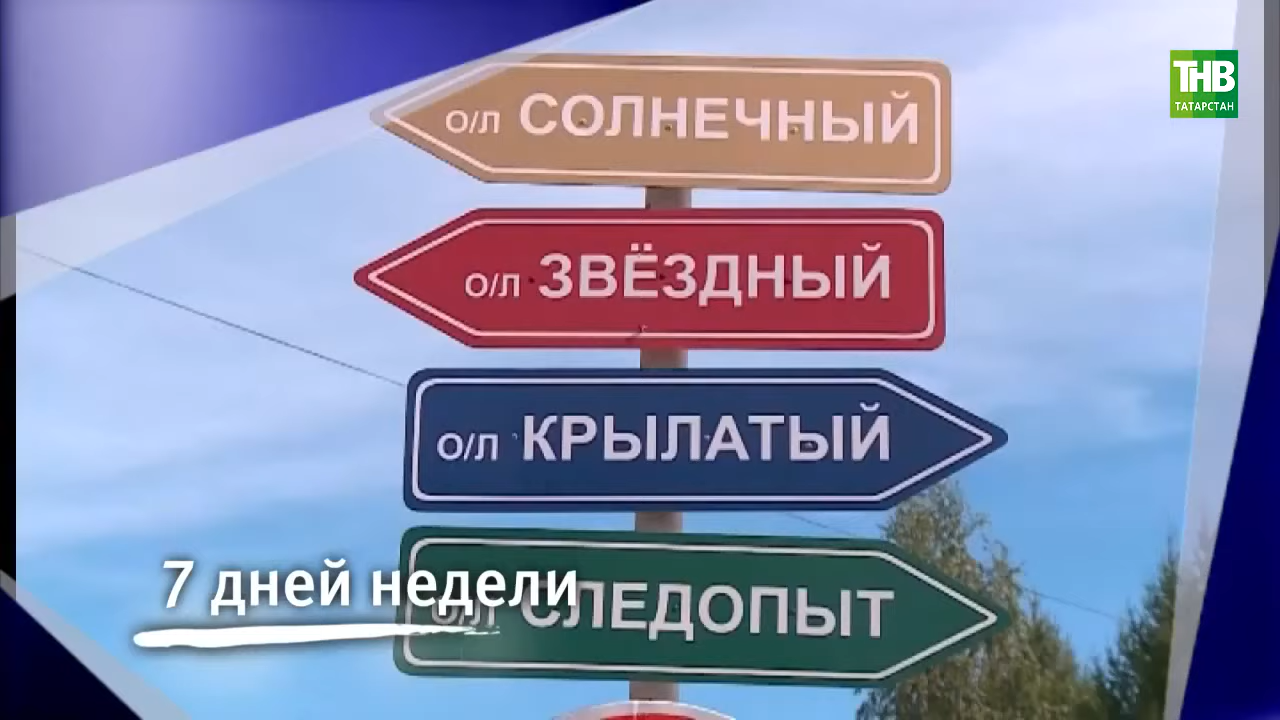 ТНВ
ТАТАРСТАН
о/л СОЛНЕЧНЫЙ
о/л ЗВЁЗДНЫЙ
о/л КРЫЛАТЫЙ
о/л СЛЕДОПЫТ
7 дней недели